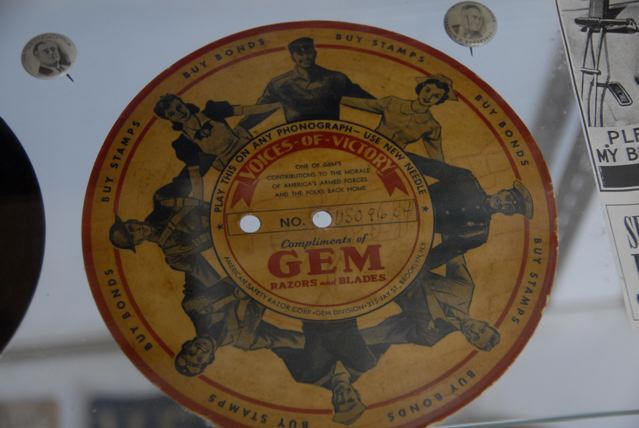 BUY BONDS
BUY STAMPS
BUY BONDS
BUY STAMPS
BUY BONDS
BUY STAMPS
BUY BONDS
BUY STAMPS
★ PLAY THIS ON ANY PHONOGRAPH — USE NEW NEEDLE ★
VOICES-OF-VICTORY
ONE OF GEM'S
CONTRIBUTIONS TO THE MORALE
OF AMERICA'S ARMED FORCES
AND THE FOLKS BACK HOME
NO.
Compliments of
GEM
RAZORS and BLADES
AMERICAN SAFETY RAZOR CORP. • GEM DIVISION • 315 JAY ST. BROOKLYN, N.Y.
MY B